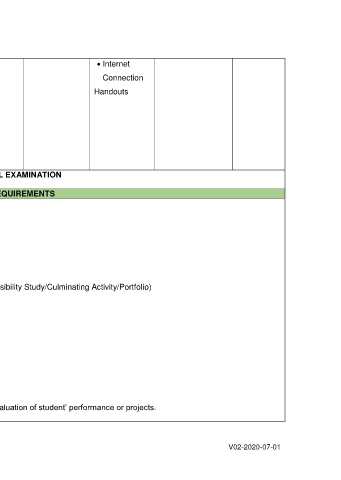 • Internet
Connection
Handouts
L EXAMINATION
EQUIREMENTS
sibility Study/Culminating Activity/Portfolio)
aluation of student' performance or projects.
V02-2020-07-01